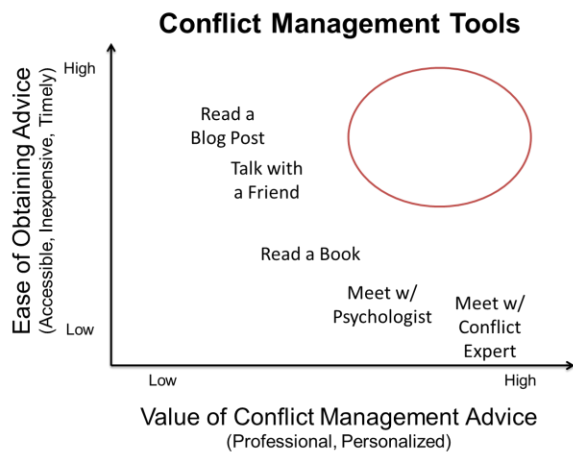 Conflict Management Tools
High
Ease of Obtaining Advice
(Accessible, Inexpensive, Timely)
Low
Read a
Blog Post
Talk with
a Friend
Read a Book
Meet w/
Psychologist
Meet w/
Conflict
Expert
Low
High
Value of Conflict Management Advice
(Professional, Personalized)